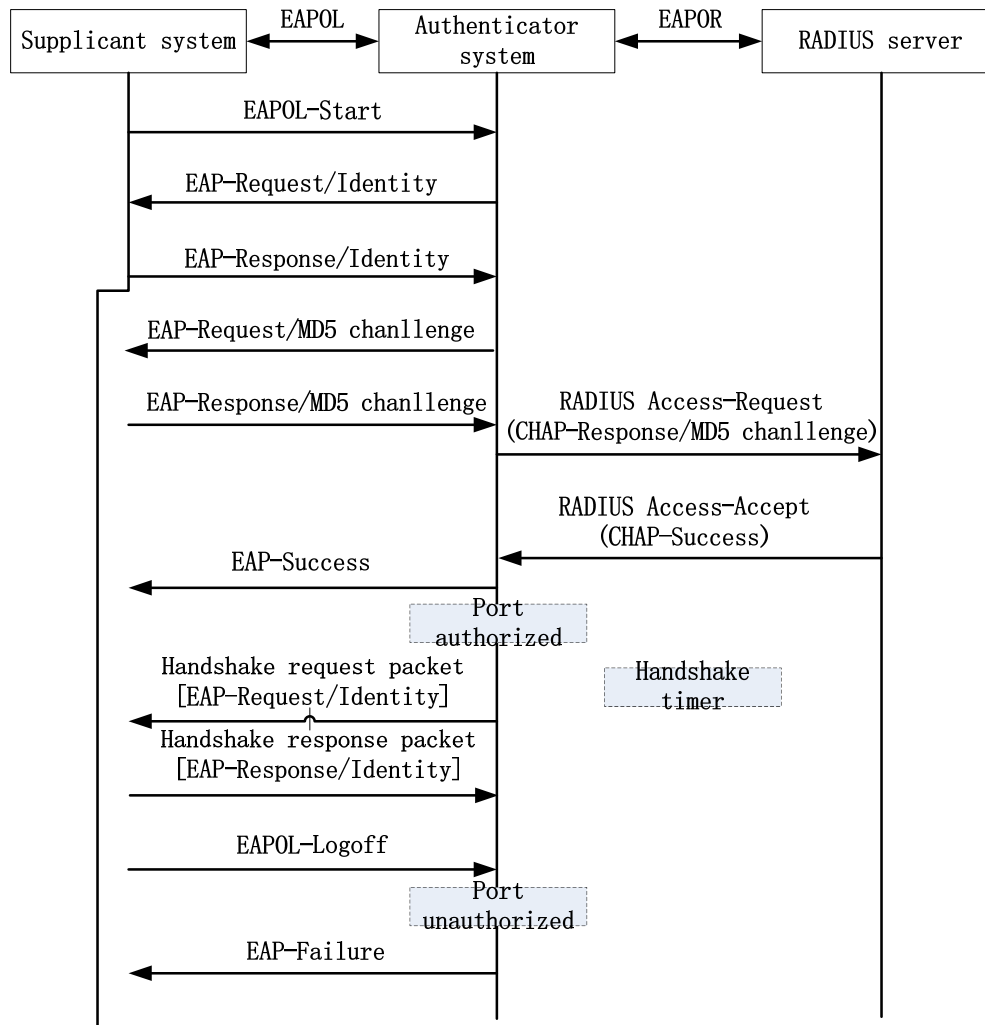 Supplicant system
EAPOL
Authenticator
system
EAPOR
RADIUS server
EAPOL-Start
EAP-Request/Identity
EAP-Response/Identity
EAP-Request/MD5 chanllenge
EAP-Response/MD5 chanllenge
RADIUS Access-Request
(CHAP-Response/MD5 chanllenge)
RADIUS Access-Accept
(CHAP-Success)
EAP-Success
Port
authorized
Handshake request packet
[EAP-Request/Identity]
Handshake
timer
Handshake response packet
[EAP-Response/Identity]
EAPOL-Logoff
Port
unauthorized
EAP-Failure